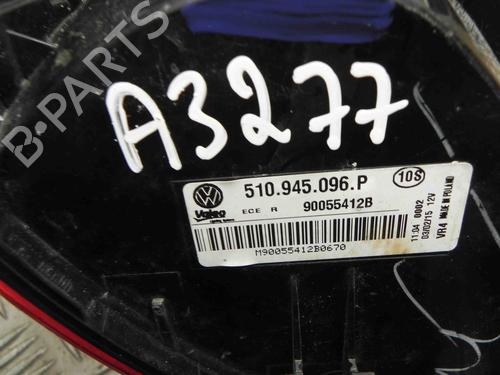 B-PARTS
A3277
510.945.096.P
10S
Valeo
ECE R 90055412B
M90055412B0670
11:04 0002
03/02/15 12V
VR4 MADE IN POLAND